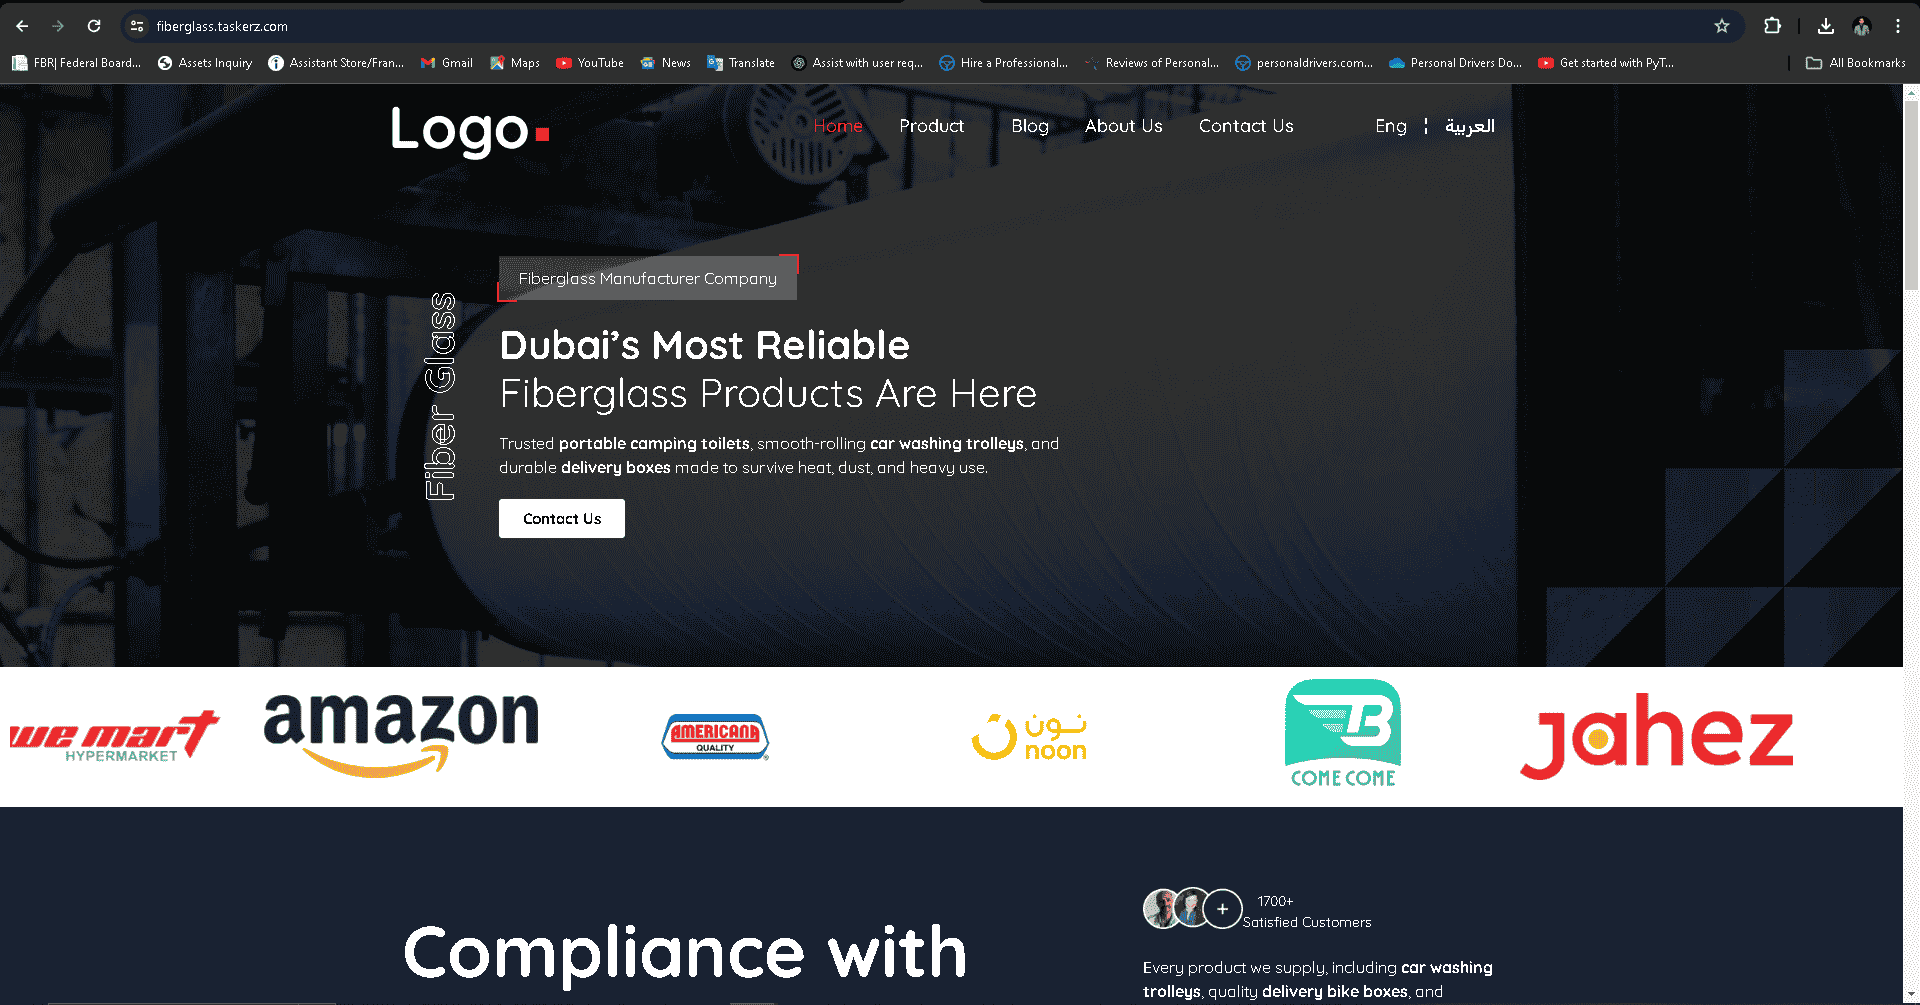 fiberglass.taskerz.com
FBR| Federal Board... Assets Inquiry Assistant Store/Fran... Gmail Maps YouTube News Translate Assist with user req... Hire a Professional... Reviews of Personal... personaldrivers.com... Personal Drivers Do... Get started with PyT... All Bookmarks
Logo
Home Product Blog About Us Contact Us Eng ¦ العربية
Fiber Glass
Fiberglass Manufacturer Company
Dubai’s Most Reliable
Fiberglass Products Are Here
Trusted portable camping toilets, smooth-rolling car washing trolleys, and
durable delivery boxes made to survive heat, dust, and heavy use.
Contact Us
we mart
HYPERMARKET
amazon
AMERICANA
QUALITY
®
نون
noon
B
COME COME
jahez
Compliance with
1700+
Satisfied Customers
Every product we supply, including car washing
trolleys, quality delivery bike boxes, and